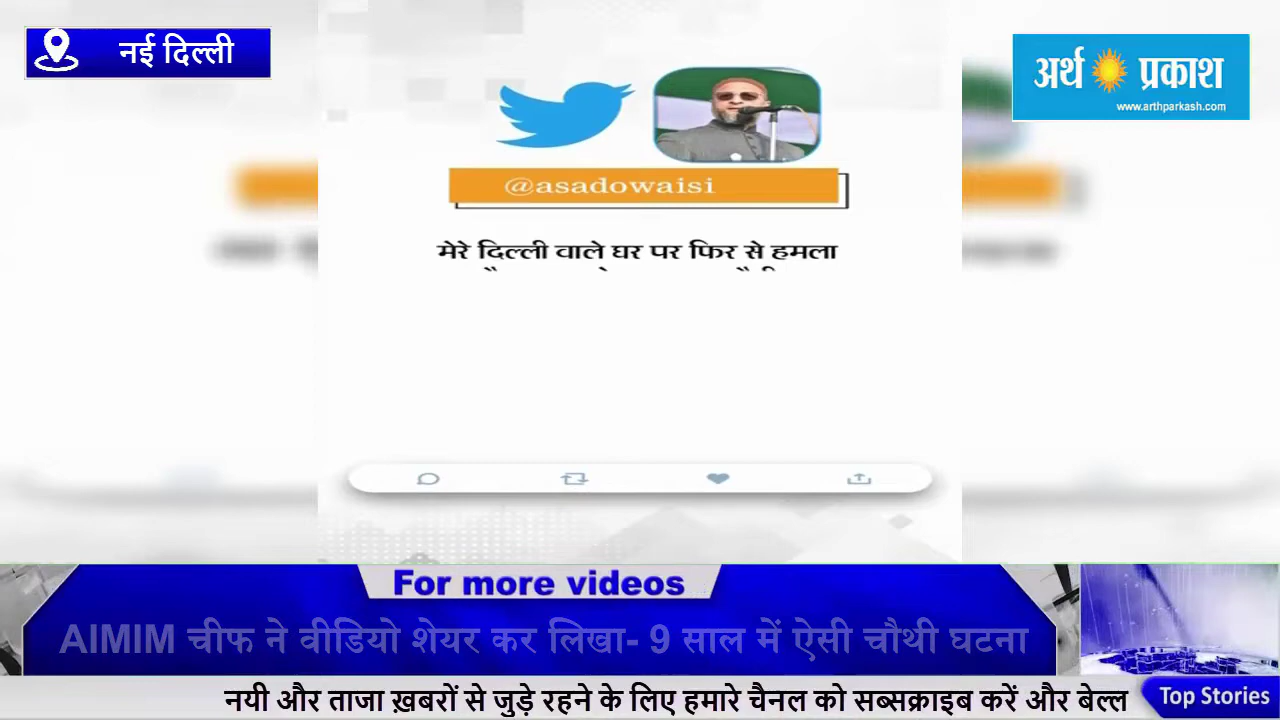 नई दिल्ली
अर्थ प्रकाश
www.arthparkash.com
@asadowaisi
मेरे दिल्ली वाले घर पर फिर से हमला
For more videos
AIMIM चीफ ने वीडियो शेयर कर लिखा- 9 साल में ऐसी चौथी घटना
नयी और ताजा ख़बरों से जुड़े रहने के लिए हमारे चैनल को सब्सक्राइब करें और बेल्ल
Top Stories